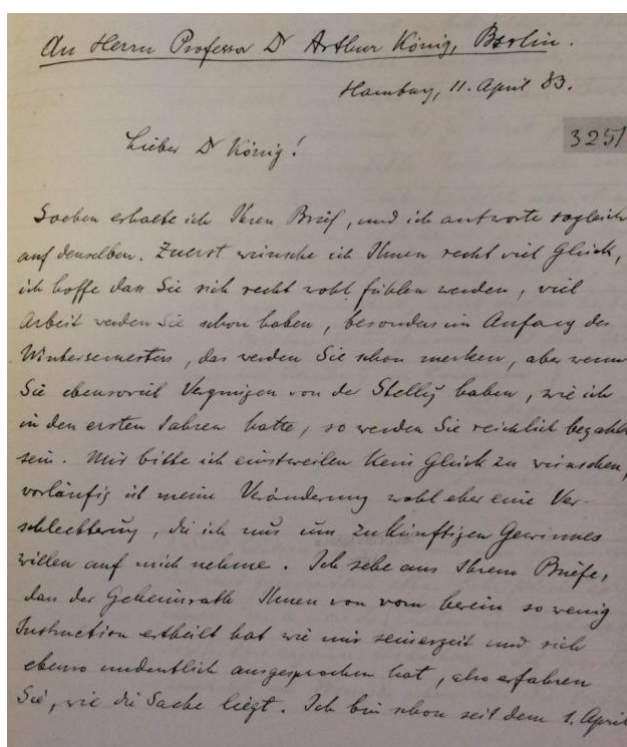 An Herrn Professor Dr Arthur König, Berlin.
Hamburg, 11. April 83.
3251
Lieber Dr König!
Soeben erhalte ich Ihren Brief, und ich antworte sogleich
auf denselben. Zuerst wünsche ich Ihnen recht viel Glück,
ich hoffe dan Sie sich recht wohl fühlen werden, viel
Arbeit werden Sie schon haben, besonders im Anfang des
Wintersemesters, das werden Sie schon merken, aber wenn
Sie ebensoviel Vergnügen von der Stellg haben, wie ich
in den ersten Jahren hatte, so werden Sie reichlich bezahlt
sein. Mir bitte ich einstweilen kein Glück zu wünschen,
vorläufig ist meine Veränderung wohl eher eine Ver-
schlechterung, die ich nur um zukünftigen Gewinnes
willen auf mich nehme. Ich sehe aus Ihrem Briefe,
dan der Geheimrath Ihnen von vorn herein so wenig
Instruction ertheilt hat wie mir seinerzeit und sich
ebenso undeutlich ausgesprochen hat, also erfahren
Sie, wie die Sache liegt. Ich bin schon seit dem 1. April